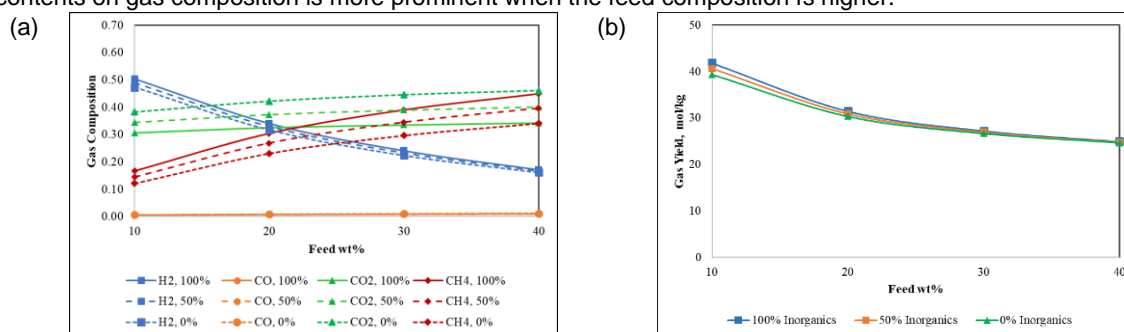 contents on gas composition is more prominent when the feed composition is higher.
(a)
0.70
0.60
0.50
0.40
0.30
0.20
0.10
0.00
Gas Composition
10 20 30 40
Feed wt%
H2, 100% CO, 100% CO2, 100% CH4, 100%
H2, 50% CO, 50% CO2, 50% CH4, 50%
H2, 0% CO, 0% CO2, 0% CH4, 0%
(b)
50
40
30
20
10
0
Gas Yield, mol/kg
10 20 30 40
Feed wt%
100% Inorganics 50% Inorganics 0% Inorganics